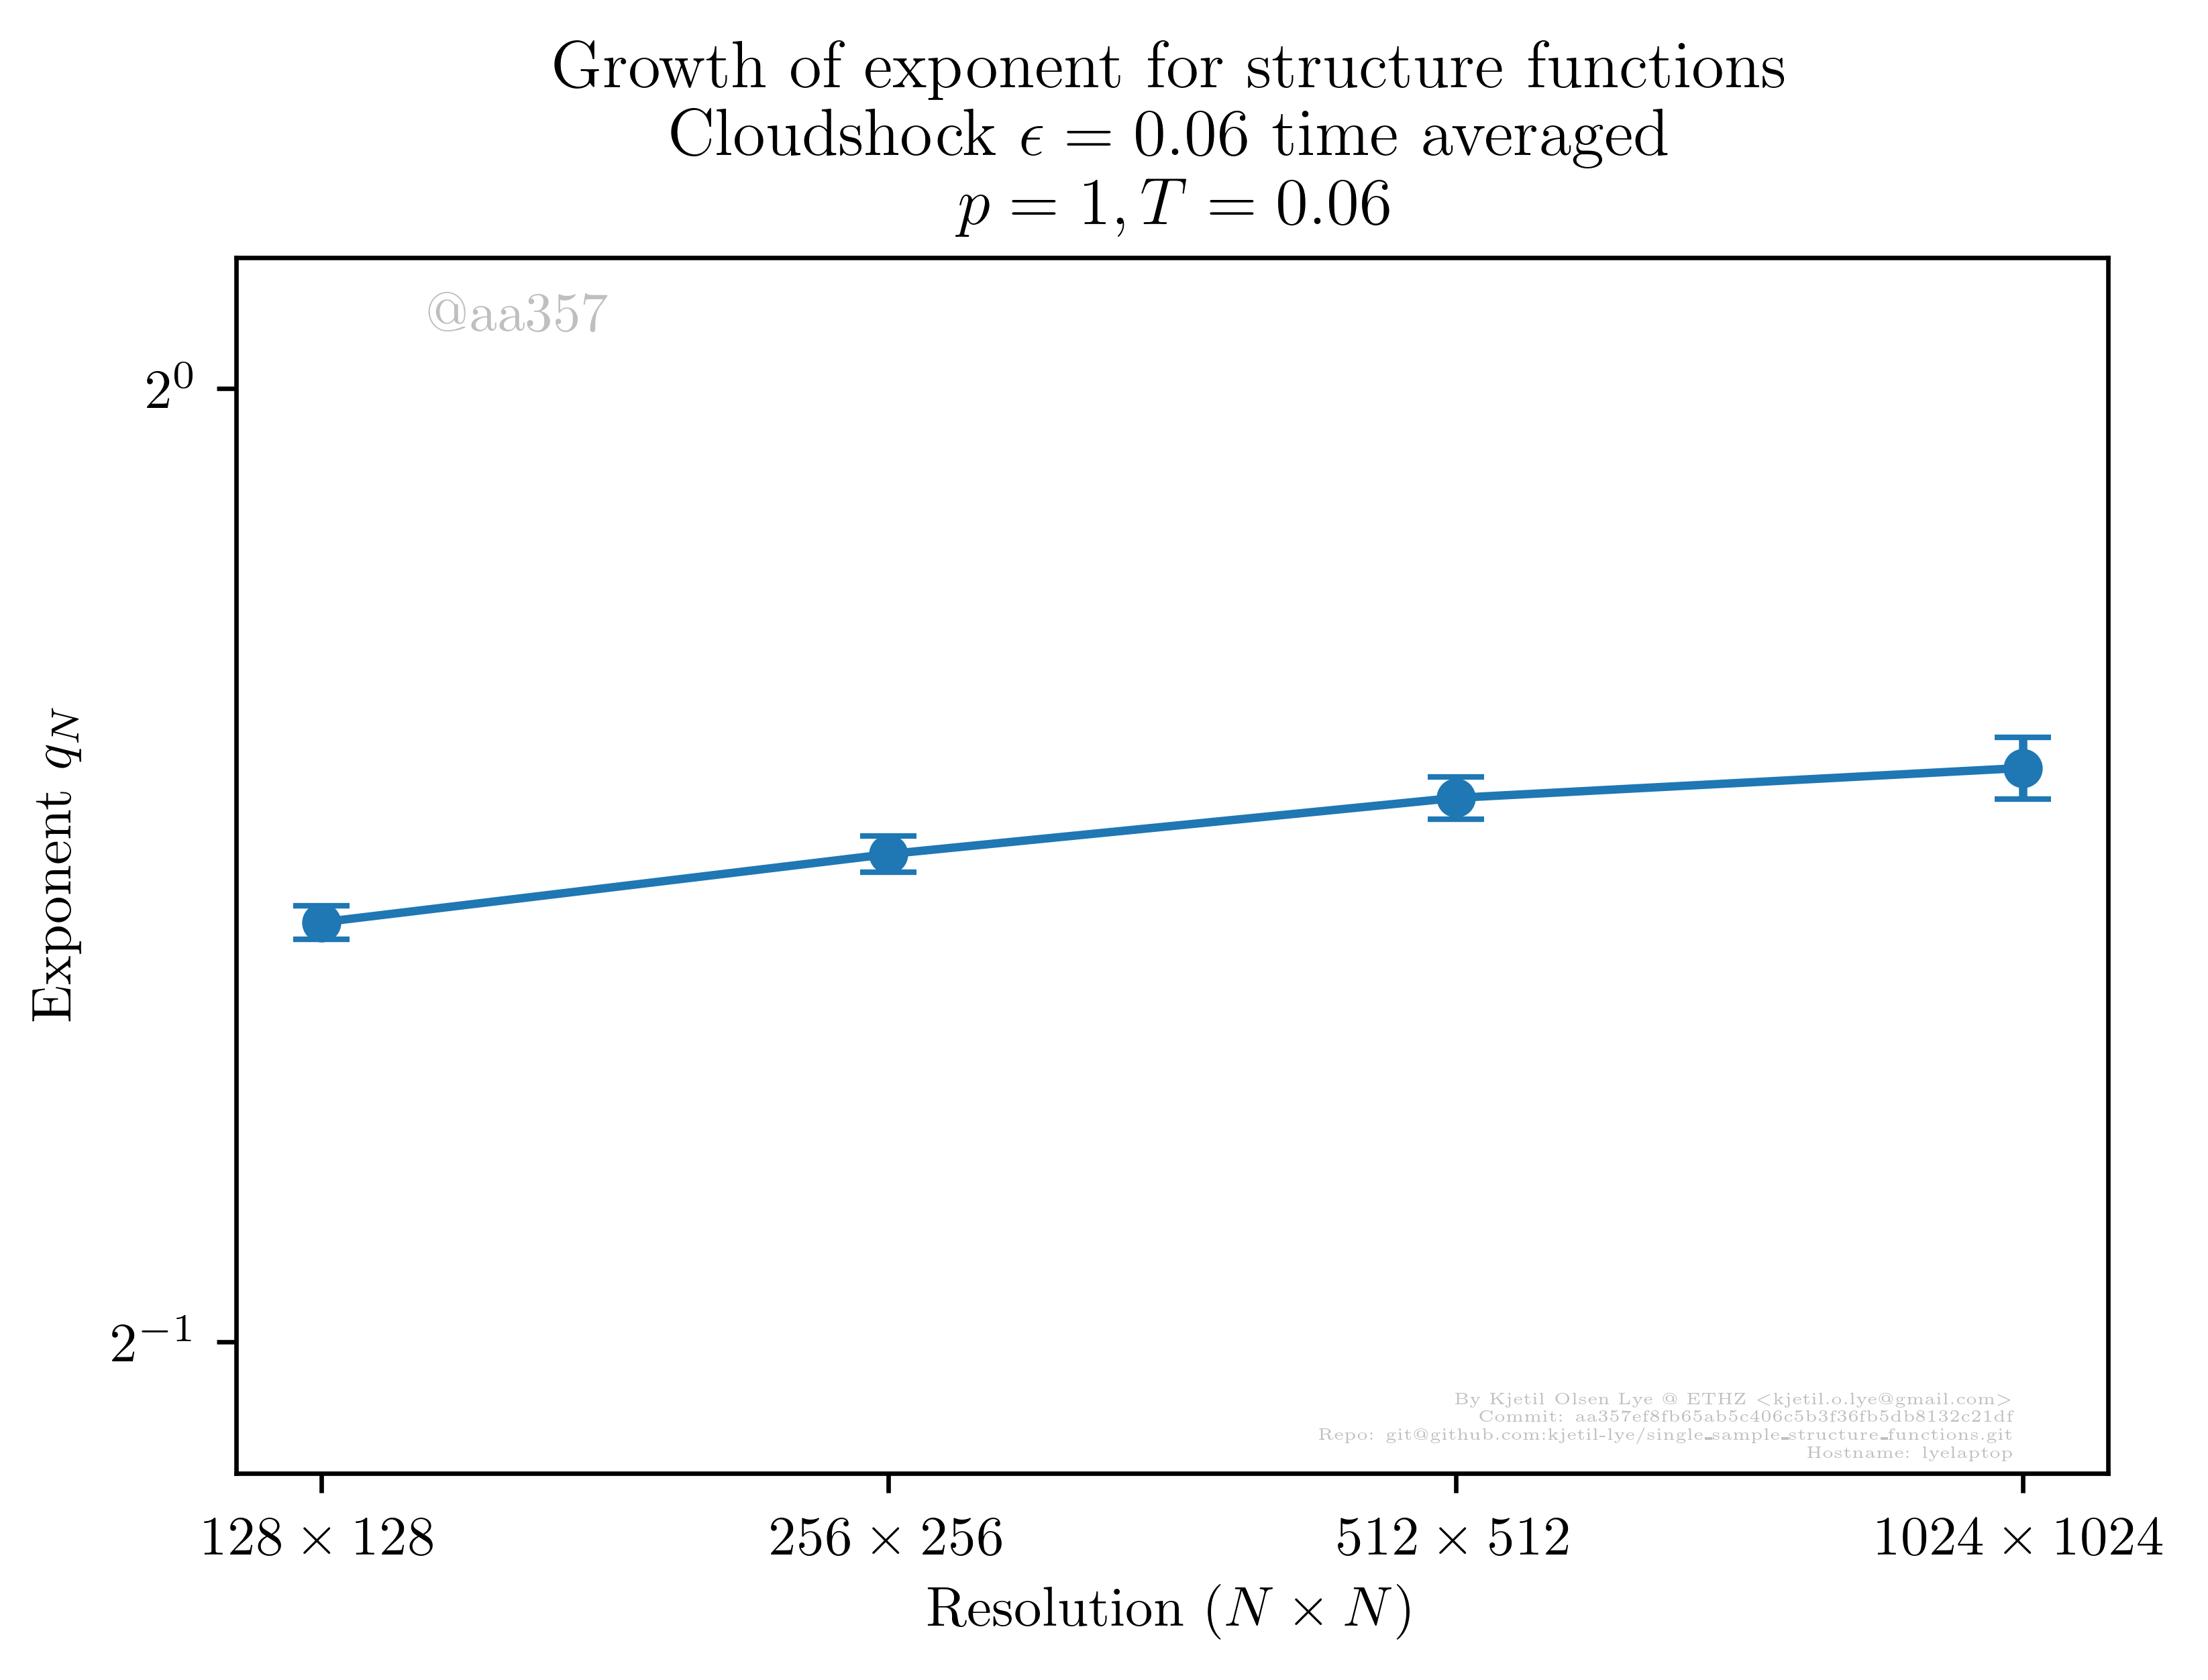 Growth of exponent for structure functions
Cloudshock ϵ = 0.06 time averaged
p = 1, T = 0.06
@aa357
2⁰
2⁻¹
Exponent q_N
By Kjetil Olsen Lye @ ETHZ <kjetil.o.lye@gmail.com>
Commit: aa357ef8fb65ab5c406c5b3f36fb5db8132c21df
Repo: git@github.com:kjetil-lye/single_sample_structure_functions.git
Hostname: lyelaptop
128 × 128 256 × 256 512 × 512 1024 × 1024
Resolution (N × N)